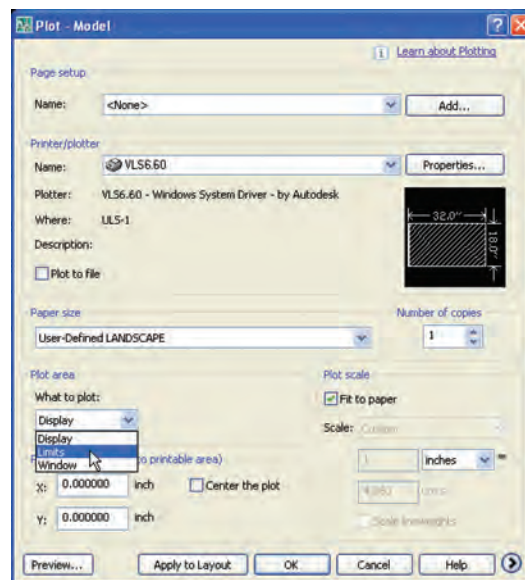 Plot - Model
Learn about Plotting
Page setup
Name: <None> Add...
Printer/plotter
Name: VLS6.60 Properties...
Plotter: VLS6.60 - Windows System Driver - by Autodesk
Where: ULS-1
Description:
Plot to file
32.0''
18.0''
Paper size Number of copies
User-Defined LANDSCAPE 1
Plot area Plot scale
What to plot: Fit to paper
Display Scale: Custom
Display
Limits
Window to printable area)
1 inches =
X: 0.000000 inch Center the plot
units
Y: 0.000000 inch Scale lineweights
Preview... Apply to Layout OK Cancel Help